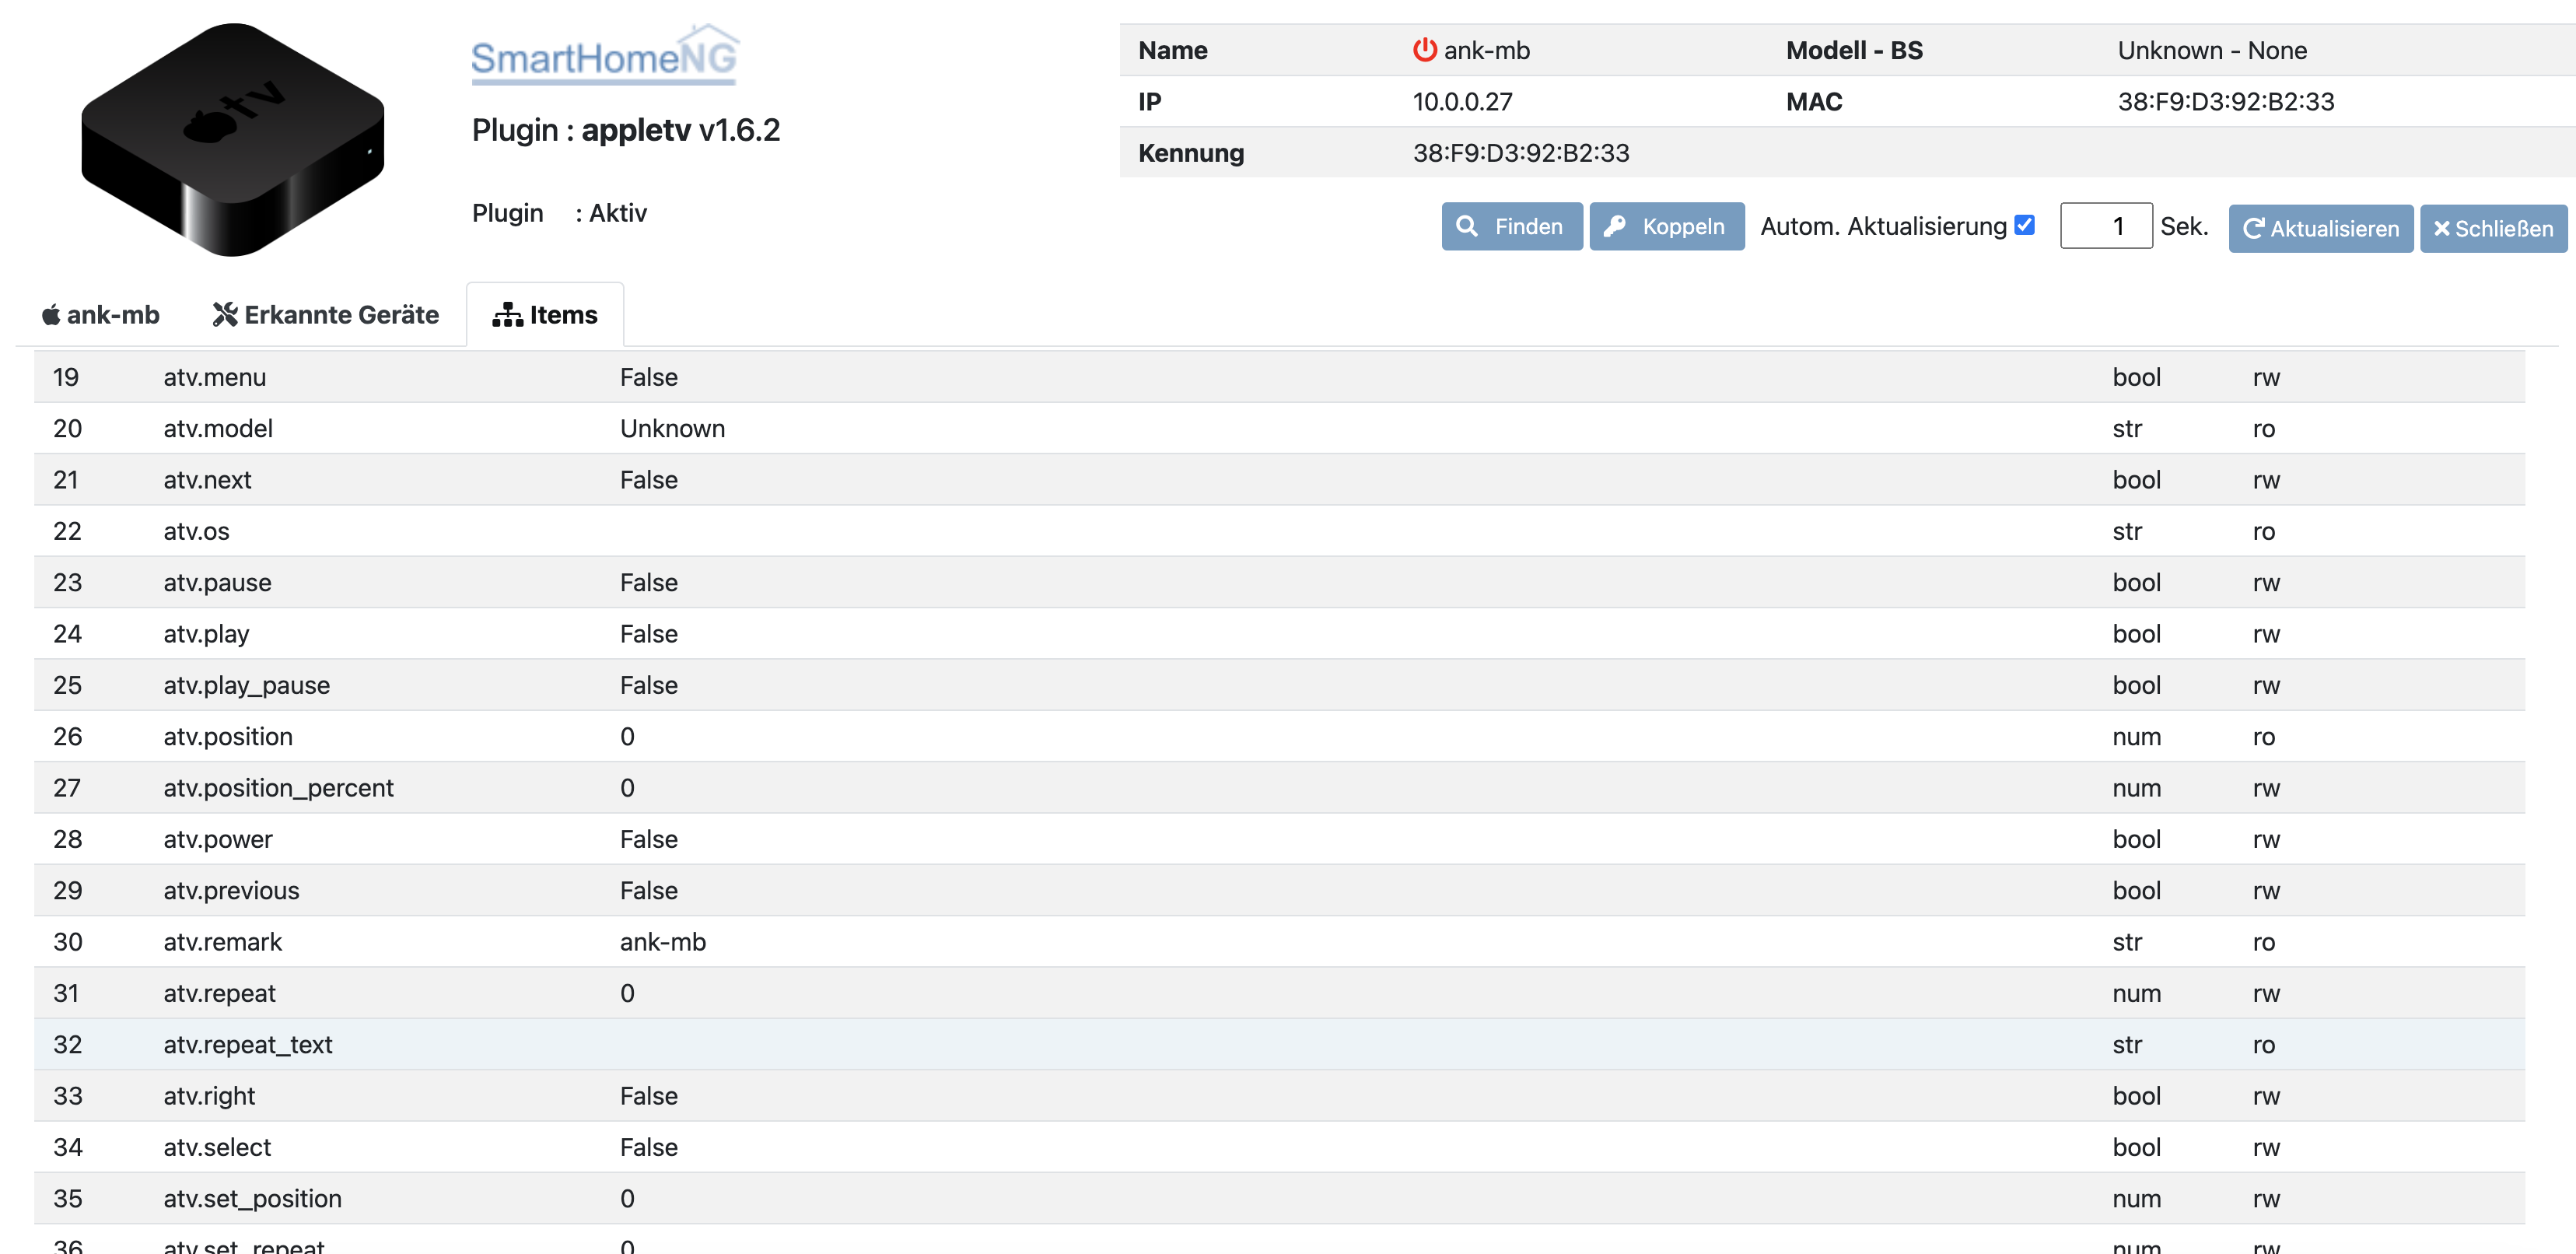 tv
SmartHomeNG
Plugin : appletv v1.6.2
Plugin : Aktiv
Name ank-mb Modell - BS Unknown - None
IP 10.0.0.27 MAC 38:F9:D3:92:B2:33
Kennung 38:F9:D3:92:B2:33
Finden Koppeln Autom. Aktualisierung 1 Sek. Aktualisieren Schließen
ank-mb Erkannte Geräte Items
19 atv.menu False bool rw
20 atv.model Unknown str ro
21 atv.next False bool rw
22 atv.os str ro
23 atv.pause False bool rw
24 atv.play False bool rw
25 atv.play_pause False bool rw
26 atv.position 0 num ro
27 atv.position_percent 0 num rw
28 atv.power False bool rw
29 atv.previous False bool rw
30 atv.remark ank-mb str ro
31 atv.repeat 0 num rw
32 atv.repeat_text str ro
33 atv.right False bool rw
34 atv.select False bool rw
35 atv.set_position 0 num rw
36 atv.set_repeat 0 num rw